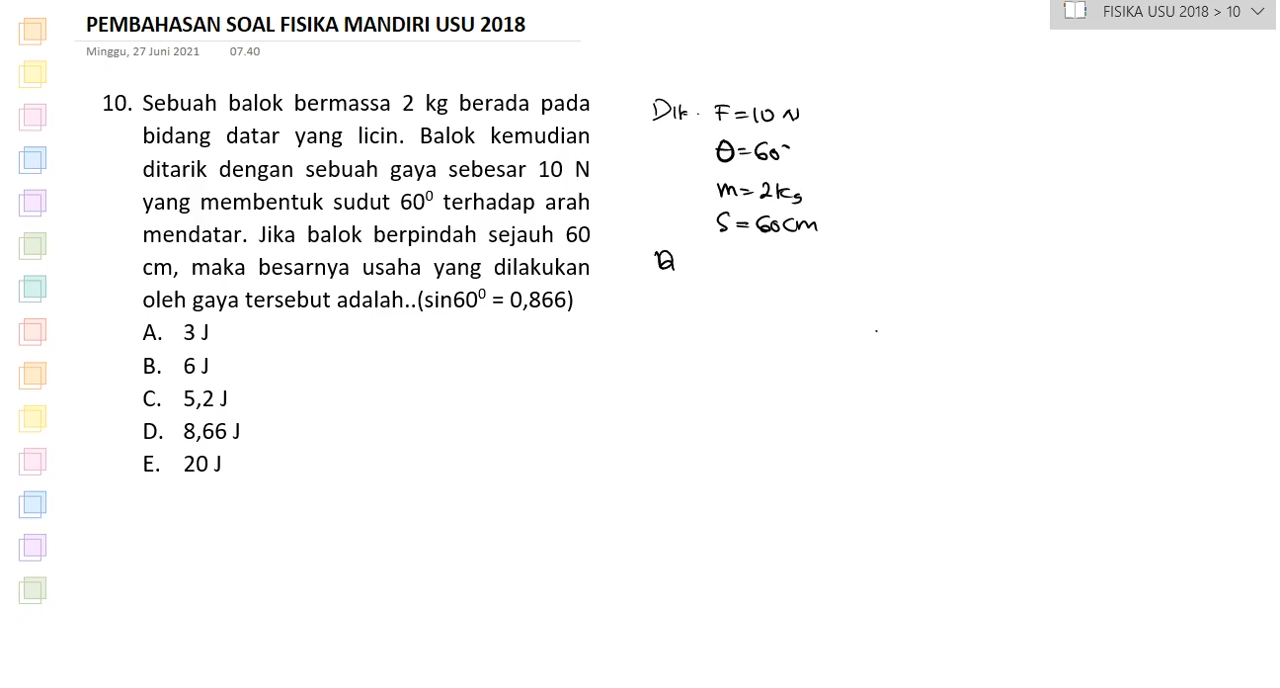 FISIKA USU 2018 > 10
PEMBAHASAN SOAL FISIKA MANDIRI USU 2018
Minggu, 27 Juni 2021 07.40
10. Sebuah balok bermassa 2 kg berada pada
bidang datar yang licin. Balok kemudian
ditarik dengan sebuah gaya sebesar 10 N
yang membentuk sudut 60⁰ terhadap arah
mendatar. Jika balok berpindah sejauh 60
cm, maka besarnya usaha yang dilakukan
oleh gaya tersebut adalah..(sin60⁰ = 0,866)
A. 3 J
B. 6 J
C. 5,2 J
D. 8,66 J
E. 20 J
Dik. F = 10 N
θ = 60°
m = 2 kg
S = 60 cm